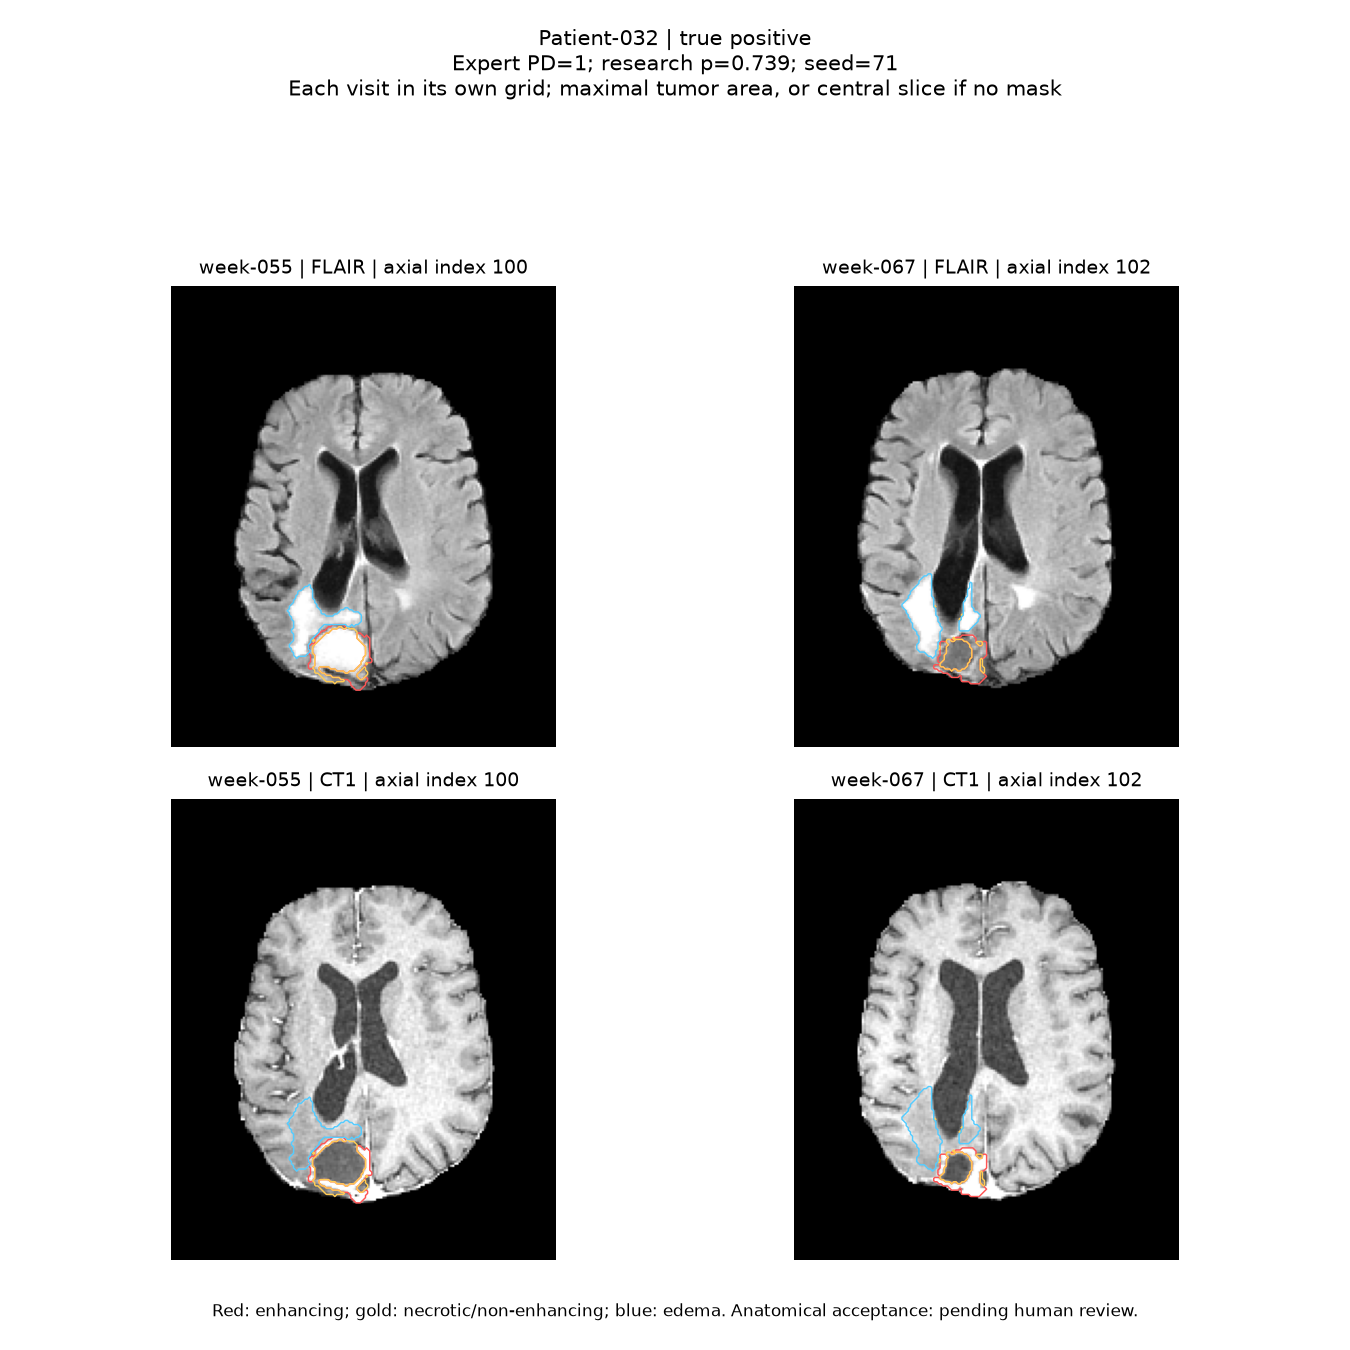 Patient-032 | true positive
Expert PD=1; research p=0.739; seed=71
Each visit in its own grid; maximal tumor area, or central slice if no mask
week-055 | FLAIR | axial index 100
week-067 | FLAIR | axial index 102
week-055 | CT1 | axial index 100
week-067 | CT1 | axial index 102
Red: enhancing; gold: necrotic/non-enhancing; blue: edema. Anatomical acceptance: pending human review.